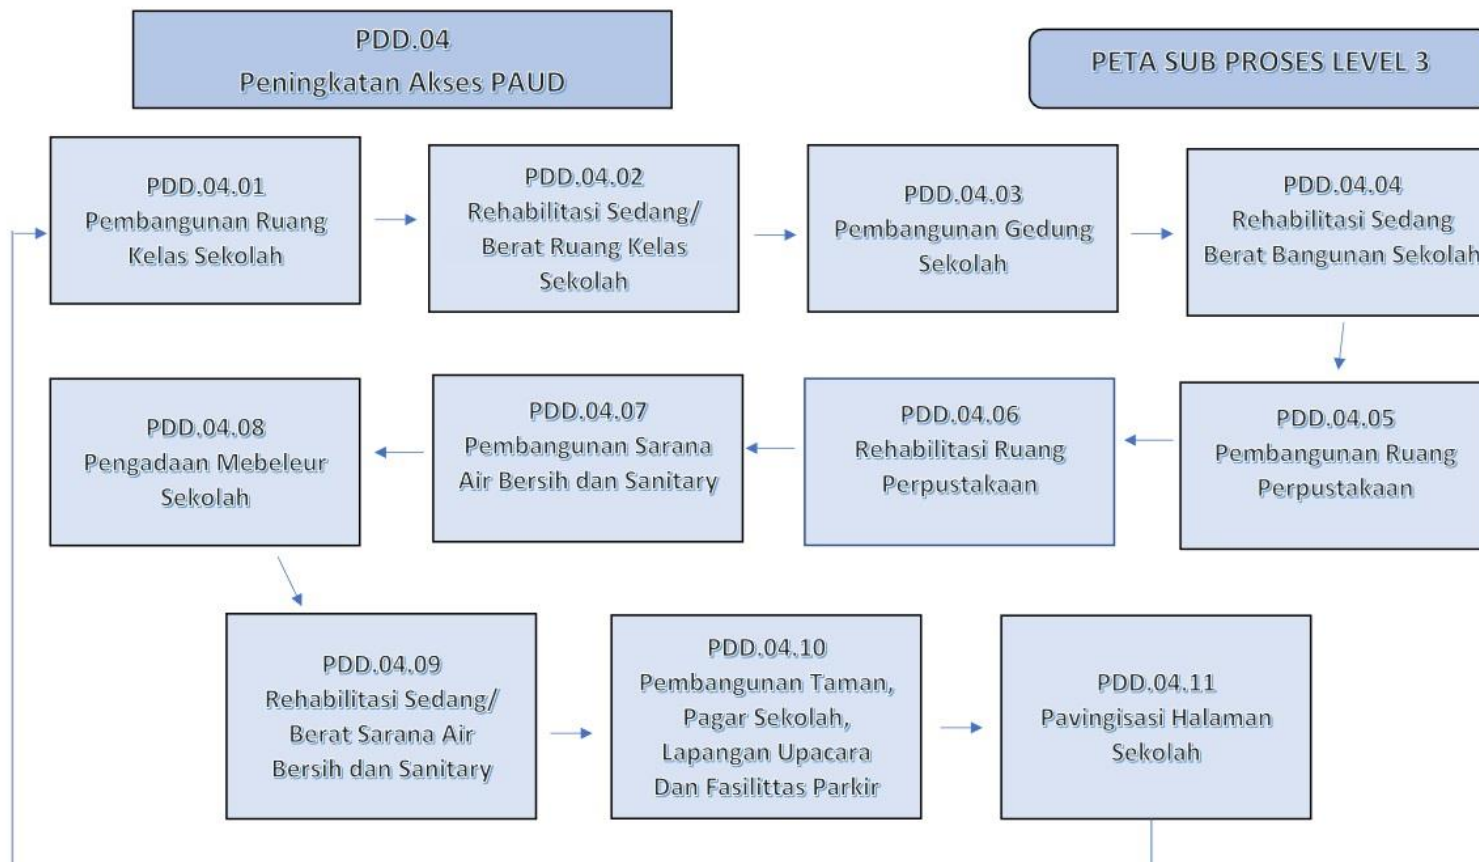 PDD.04
Peningkatan Akses PAUD
PETA SUB PROSES LEVEL 3
PDD.04.01
Pembangunan Ruang
Kelas Sekolah
PDD.04.02
Rehabilitasi Sedang/
Berat Ruang Kelas
Sekolah
PDD.04.03
Pembangunan Gedung
Sekolah
PDD.04.04
Rehabilitasi Sedang
Berat Bangunan Sekolah
PDD.04.05
Pembangunan Ruang
Perpustakaan
PDD.04.06
Rehabilitasi Ruang
Perpustakaan
PDD.04.07
Pembangunan Sarana
Air Bersih dan Sanitary
PDD.04.08
Pengadaan Mebeleur
Sekolah
PDD.04.09
Rehabilitasi Sedang/
Berat Sarana Air
Bersih dan Sanitary
PDD.04.10
Pembangunan Taman,
Pagar Sekolah,
Lapangan Upacara
Dan Fasilittas Parkir
PDD.04.11
Pavingisasi Halaman
Sekolah